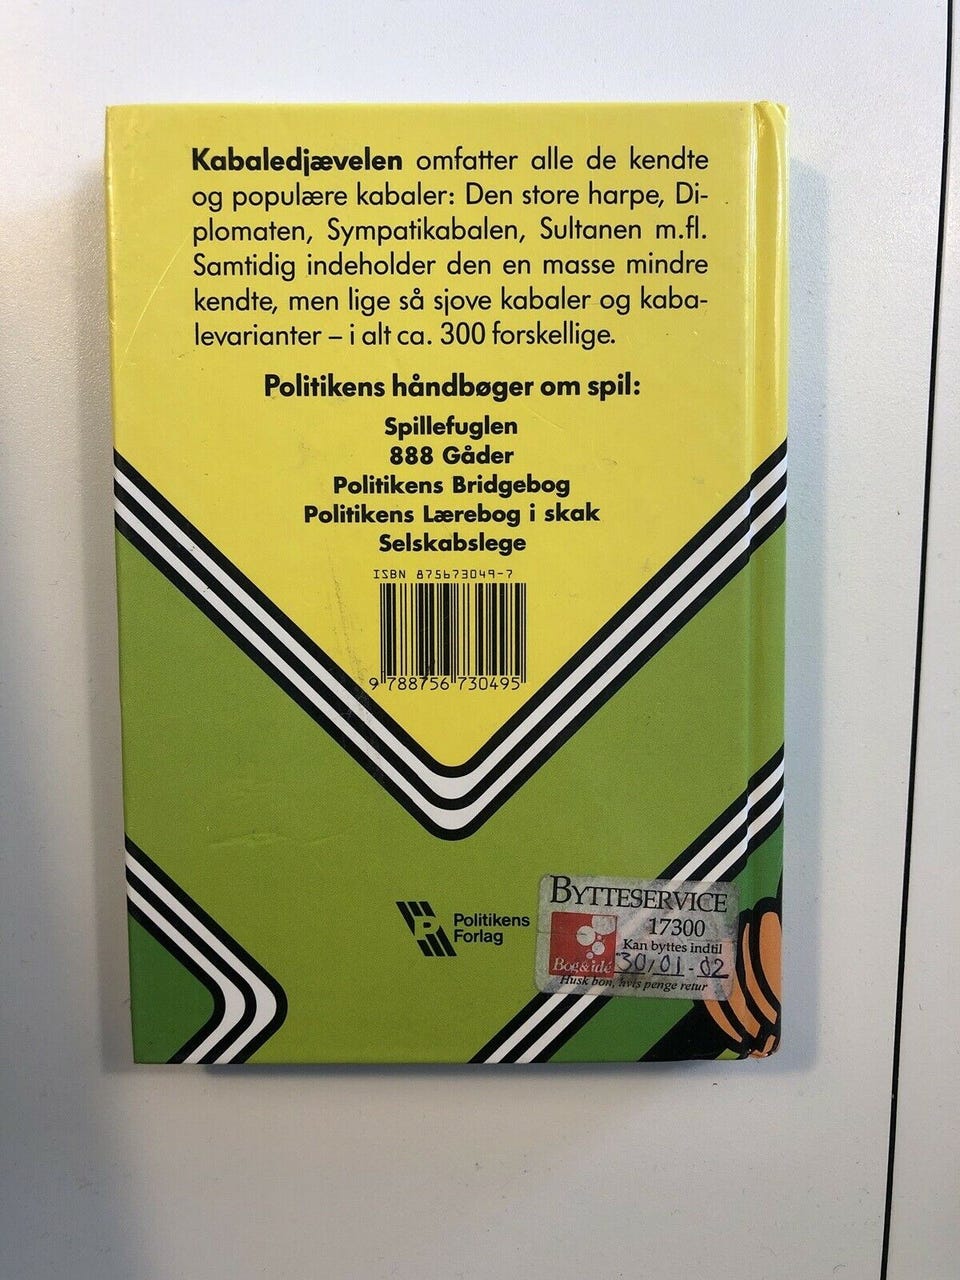 Kabaledjævelen omfatter alle de kendte
og populære kabaler: Den store harpe, Di-
plomaten, Sympatikabalen, Sultanen m.fl.
Samtidig indeholder den en masse mindre
kendte, men lige så sjove kabaler og kaba-
levarianter – i alt ca. 300 forskellige.
Politikens håndbøger om spil:
Spillefuglen
888 Gåder
Politikens Bridgebog
Politikens Lærebog i skak
Selskabslege
ISBN 875673049-7
9 788756 730495
P
Politikens
Forlag
BYTTESERVICE
17300
Kan byttes indtil
Bog&idé 30/01-02
Husk bon, hvis penge retur